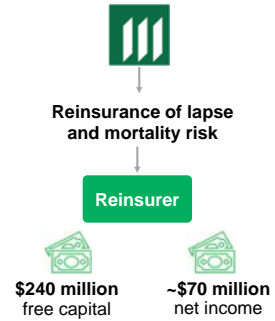 Reinsurance of lapse
and mortality risk
Reinsurer
$240 million
free capital
~$70 million
net income